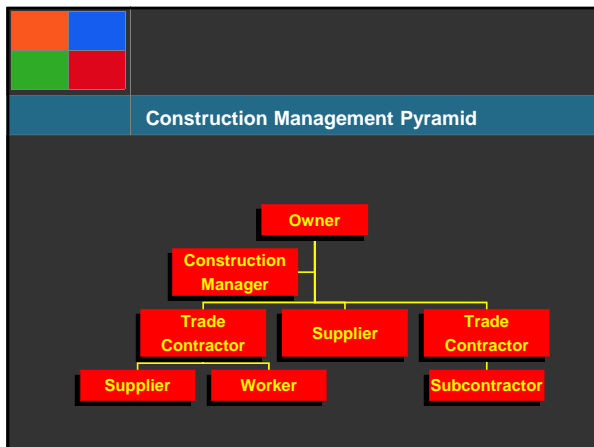 Construction Management Pyramid
Owner
Construction
Manager
Trade
Contractor
Supplier
Trade
Contractor
Supplier
Worker
Subcontractor